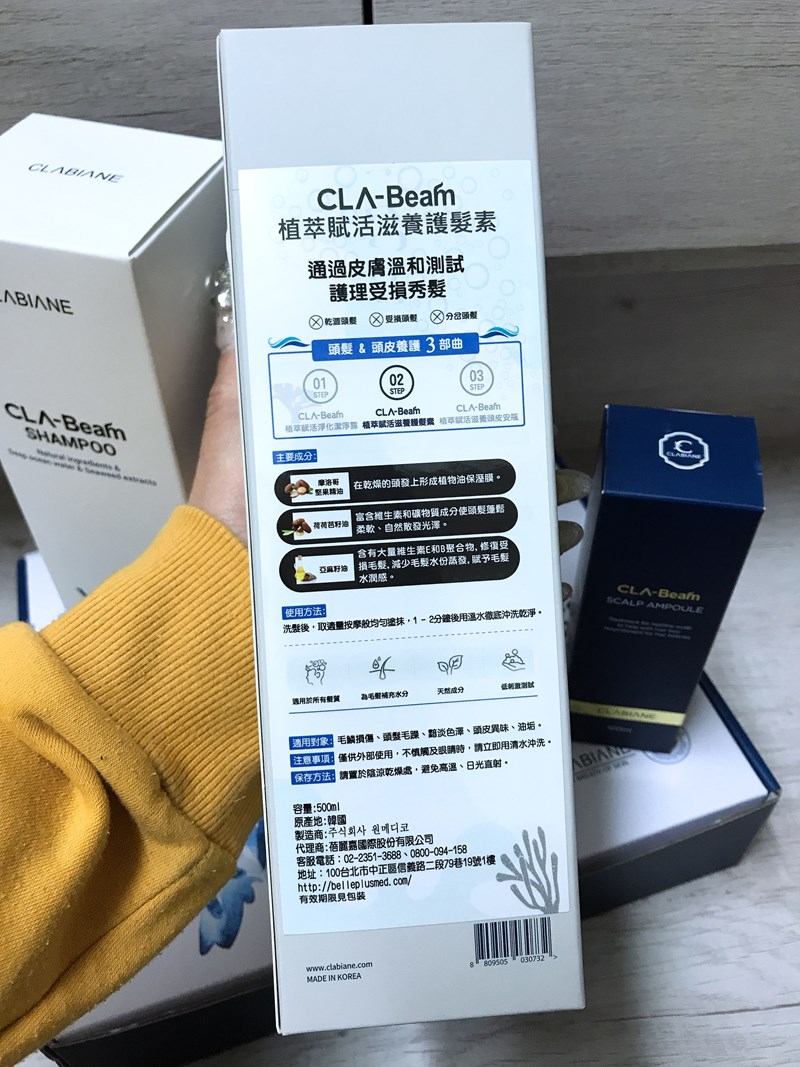 CLABIANE
CLABIANE
CLA-Beam
SHAMPOO
Natural ingredients &
Deep ocean water & Seaweed extracts
CLA-Beam
植萃賦活滋養護髮素
通過皮膚溫和測試
護理受損秀髮
乾澀頭髮 受損頭髮 分岔頭髮
頭髮 & 頭皮養護 3 部曲
01 STEP
CLA-Beam
植萃賦活淨化潔淨露
02 STEP
CLA-Beam
植萃賦活滋養護髮素
03 STEP
CLA-Beam
植萃賦活滋養頭皮安瓶
主要成分:
摩洛哥
堅果精油
在乾燥的頭發上形成植物油保溼膜。
荷荷芭籽油
富含維生素和礦物質成分使頭髮蓬鬆
柔軟、自然散發光澤。
亞麻籽油
含有大量維生素E和B聚合物,修復受
損毛髮,減少毛髮水份蒸發,賦予毛髮
水潤感。
使用方法:
洗髮後，取適量按摩般均勻塗抹，1 - 2分鐘後用溫水徹底沖洗乾淨。
適用於所有髮質
為毛髮補充水分
天然成分
低刺激測試
適用對象: 毛鱗損傷、頭髮毛躁、黯淡色澤、頭皮異味、油垢。
注意事項: 僅供外部使用，不慎觸及眼睛時，請立即用清水沖洗。
保存方法: 請置於陰涼乾燥處，避免高溫、日光直射。
容量:500ml
原產地:韓國
製造商:주식회사 원메디코
代理商:蓓麗嘉國際股份有限公司
客服電話：02-2351-3688、0800-094-158
地址：100台北市中正區信義路二段79巷19號1樓
http://belleplusmed.com/
有效期限見包裝
www.clabiane.com
MADE IN KOREA
8 809505 030732 >
CLABIANE
CLA-Beam
SCALP AMPOULE
CLABIANE